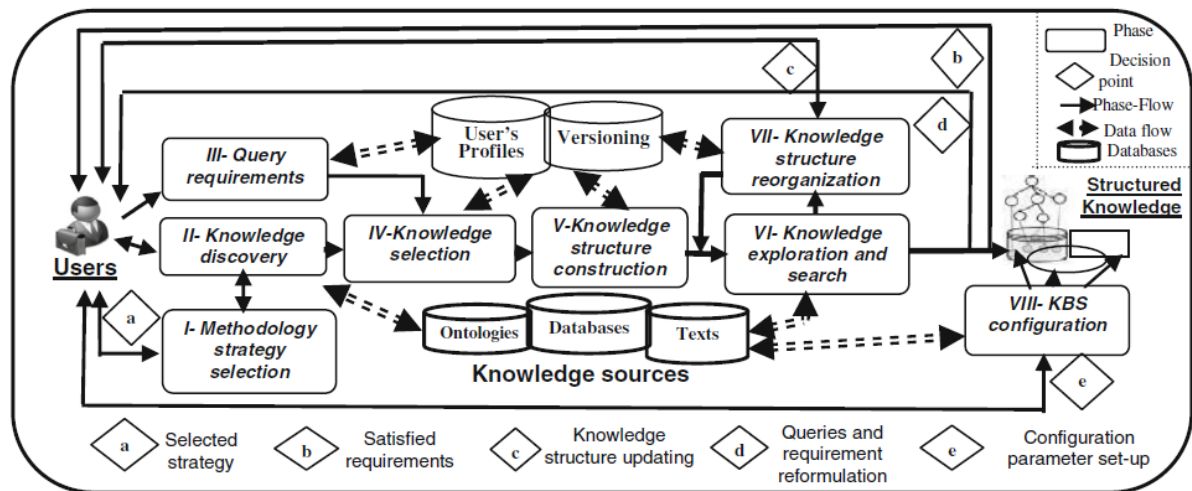 Phase
Decision
point
Phase-Flow
Data flow
Databases
b
c
d
User's
Profiles
Versioning
III- Query
requirements
VII- Knowledge
structure
reorganization
Structured
Knowledge
Users
II- Knowledge
discovery
IV-Knowledge
selection
V-Knowledge
structure
construction
VI- Knowledge
exploration and
search
a
I- Methodology
strategy
selection
Ontologies
Databases
Texts
Knowledge sources
VIII- KBS
configuration
e
a
Selected
strategy
b
Satisfied
requirements
c
Knowledge
structure updating
d
Queries and
requirement
reformulation
e
Configuration
parameter set-up